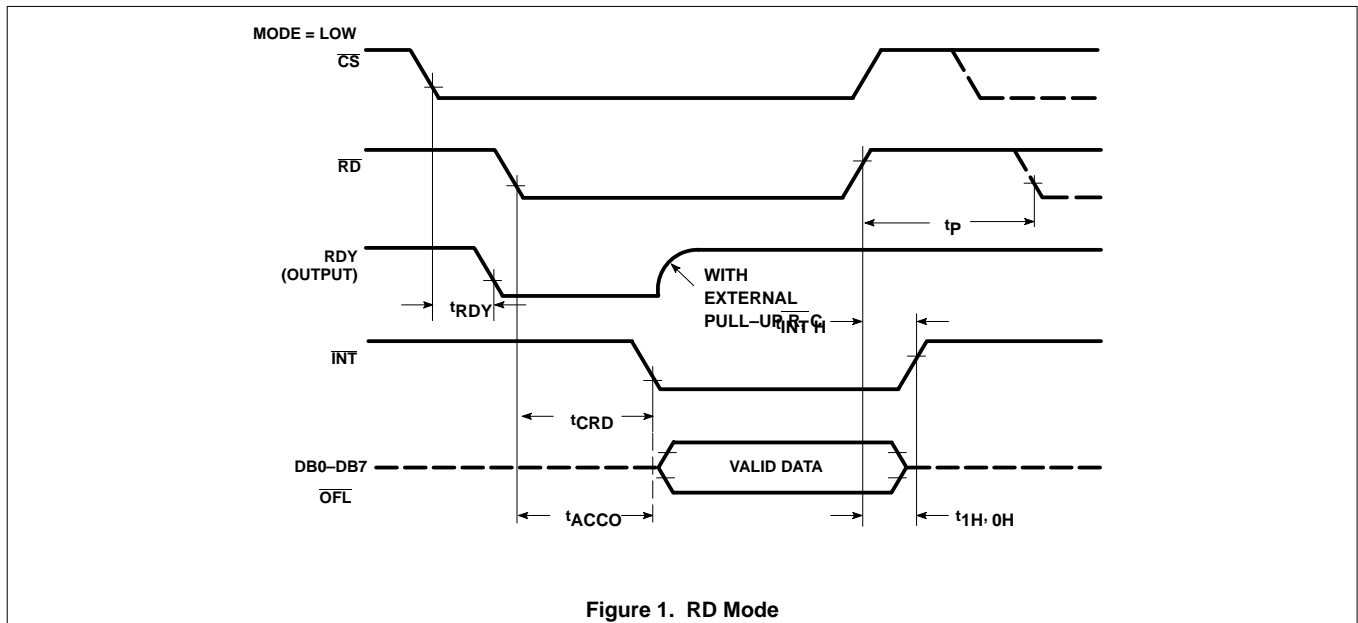 MODE = LOW
CS
RD
tP
RDY
(OUTPUT)
WITH
EXTERNAL
PULL–UP R C
tRDY
tINT H
INT
tCRD
DB0–DB7
VALID DATA
OFL
tACCO
t1H, 0H
Figure 1. RD Mode